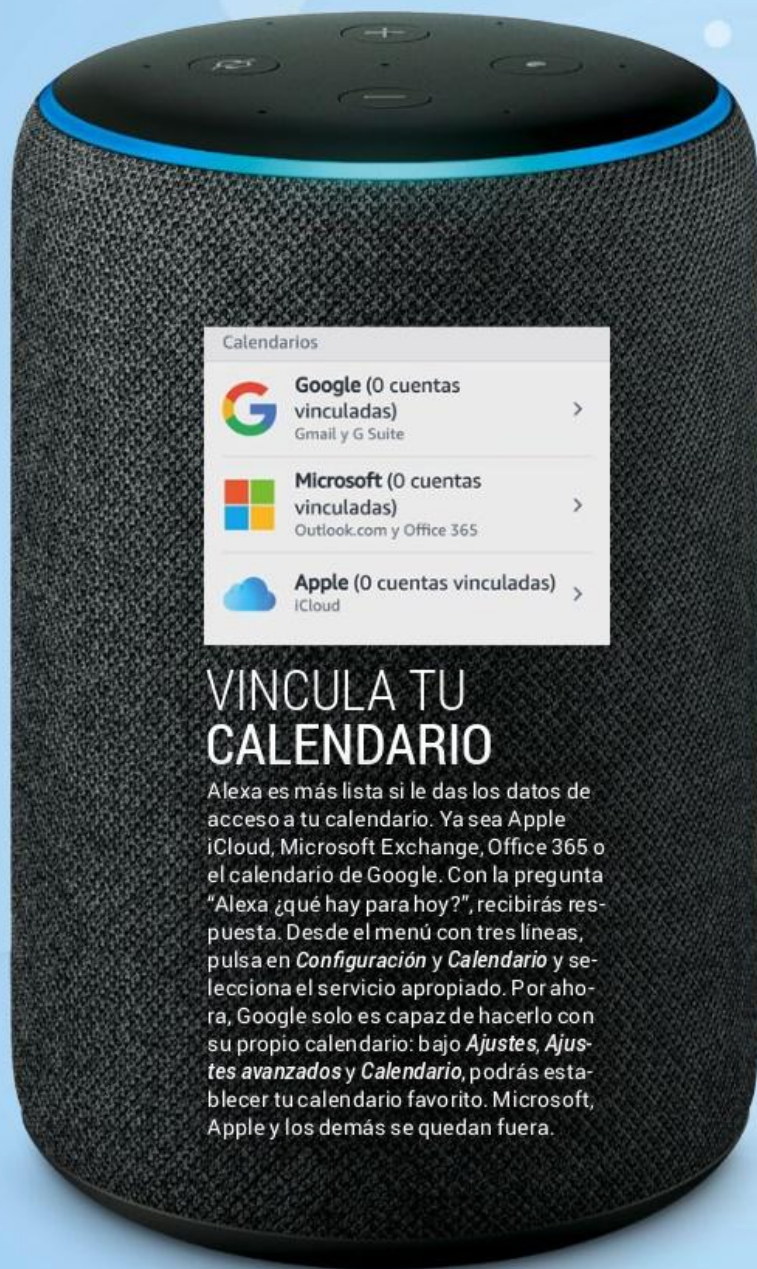 Calendarios
Google (0 cuentas
vinculadas)
Gmail y G Suite
Microsoft (0 cuentas
vinculadas)
Outlook.com y Office 365
Apple (0 cuentas vinculadas)
iCloud
VINCULA TU
CALENDARIO
Alexa es más lista si le das los datos de
acceso a tu calendario. Ya sea Apple
iCloud, Microsoft Exchange, Office 365 o
el calendario de Google. Con la pregunta
“Alexa ¿qué hay para hoy?”, recibirás res-
puesta. Desde el menú con tres líneas,
pulsa en Configuración y Calendario y se-
lecciona el servicio apropiado. Por aho-
ra, Google solo es capaz de hacerlo con
su propio calendario: bajo Ajustes, Ajus-
tes avanzados y Calendario, podrás esta-
blecer tu calendario favorito. Microsoft,
Apple y los demás se quedan fuera.